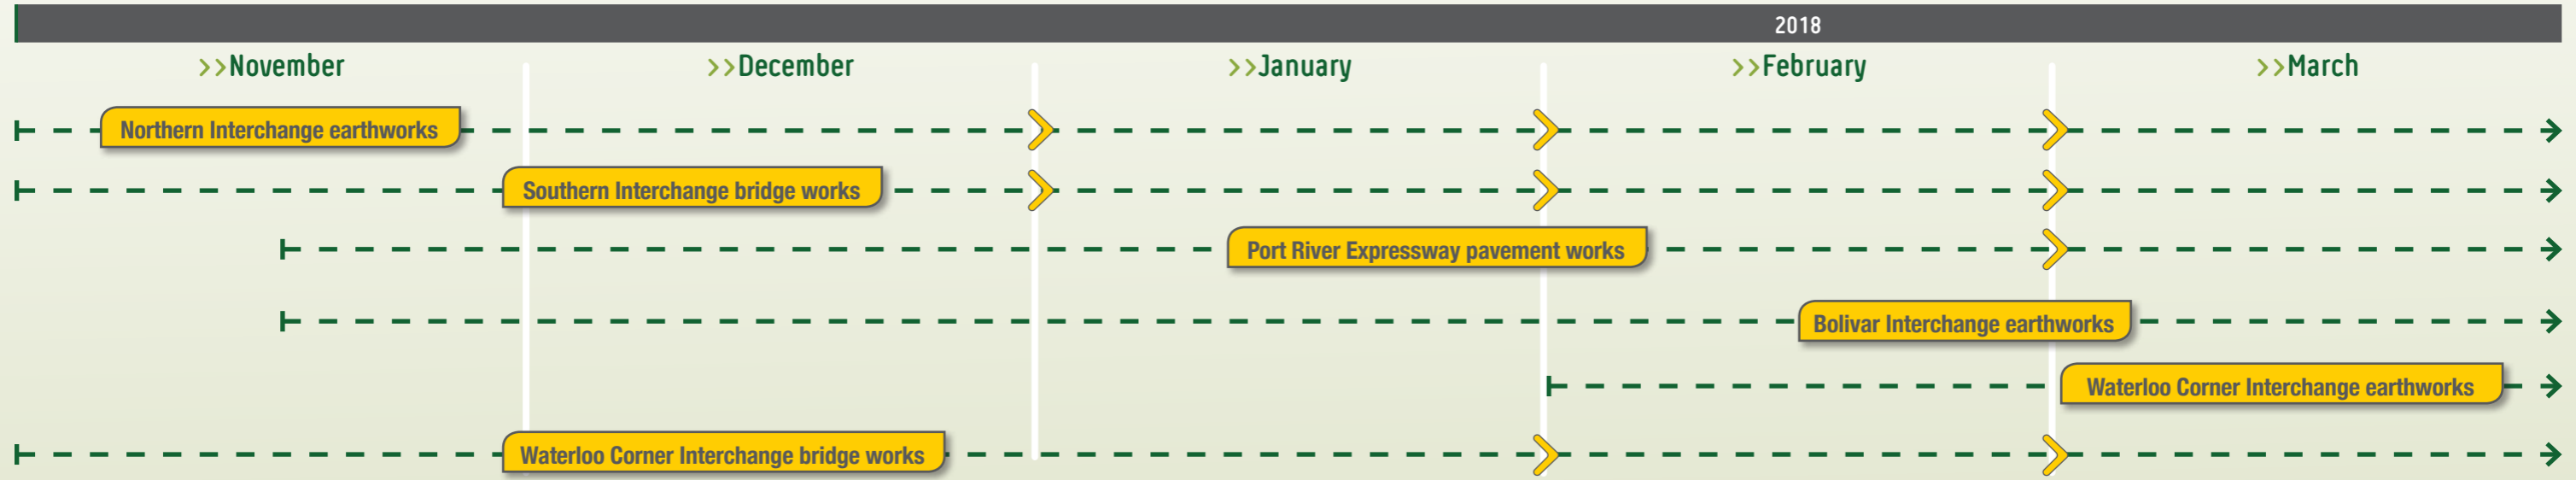 2018
>>November >>December >>January >>February >>March
Northern Interchange earthworks
Southern Interchange bridge works
Port River Expressway pavement works
Bolivar Interchange earthworks
Waterloo Corner Interchange earthworks
Waterloo Corner Interchange bridge works